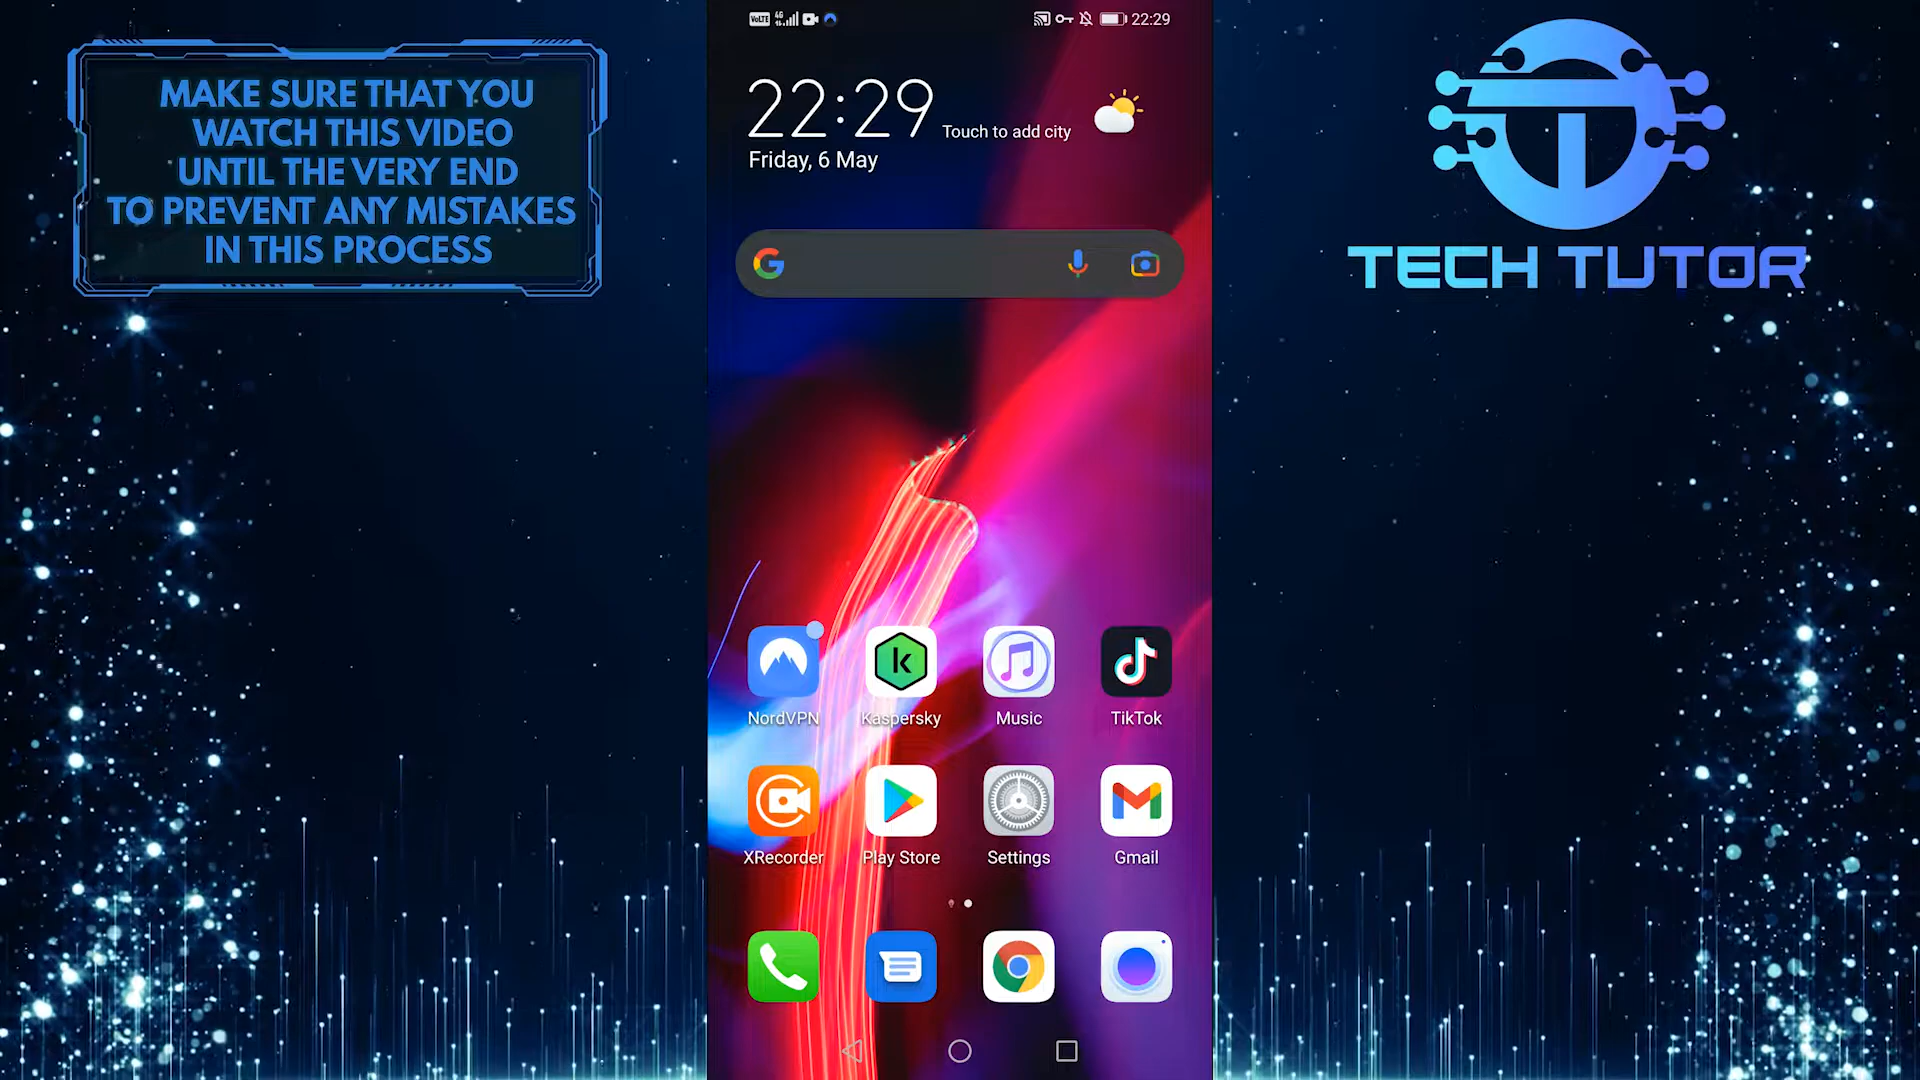 MAKE SURE THAT YOU
WATCH THIS VIDEO
UNTIL THE VERY END
TO PREVENT ANY MISTAKES
IN THIS PROCESS
VoLTE 4G 22:29
22:29 Touch to add city
Friday, 6 May
TECH TUTOR
NordVPN Kaspersky Music TikTok
XRecorder Play Store Settings Gmail